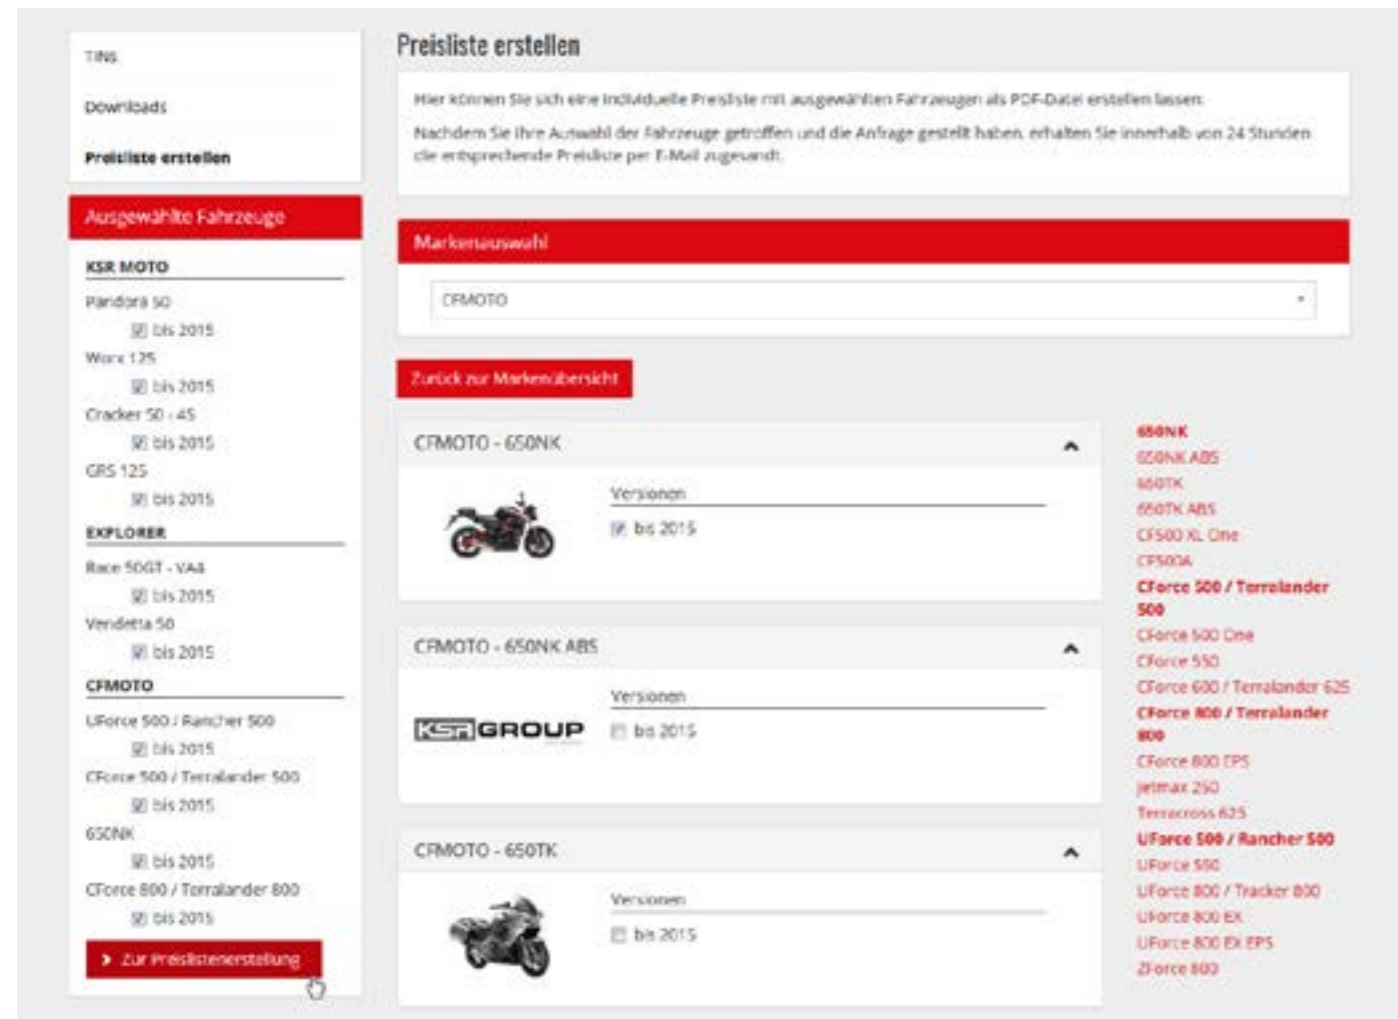 TINS
Downloads
Preisliste erstellen
Ausgewählte Fahrzeuge
KSR MOTO
Pandora 50
bis 2015
Worx 125
bis 2015
Cracker 50 - 45
bis 2015
GRS 125
bis 2015
EXPLORER
Race 50GT - VA4
bis 2015
Vendetta 50
bis 2015
CFMOTO
UForce 500 / Rancher 500
bis 2015
CForce 500 / Terralander 500
bis 2015
650NK
bis 2015
CForce 800 / Terralander 800
bis 2015
Zur Preislistenerstellung
Preisliste erstellen
Hier können Sie sich eine individuelle Preisliste mit ausgewählten Fahrzeugen als PDF-Datei erstellen lassen.
Nachdem Sie Ihre Auswahl der Fahrzeuge getroffen und die Anfrage gestellt haben, erhalten Sie innerhalb von 24 Stunden
die entsprechende Preisliste per E-Mail zugesandt.
Markenauswahl
CFMOTO
Zurück zur Markenübersicht
CFMOTO - 650NK
Versionen
bis 2015
CFMOTO - 650NK ABS
KSR GROUP
Versionen
bis 2015
CFMOTO - 650TK
Versionen
bis 2015
650NK
650NK ABS
650TK
650TK ABS
CF500 XL One
CF500A
CForce 500 / Terralander
500
CForce 500 One
CForce 550
CForce 600 / Terralander 625
CForce 800 / Terralander
800
CForce 800 EPS
Jetmax 250
Terracross 625
UForce 500 / Rancher 500
UForce 550
UForce 800 / Tracker 800
UForce 800 EX
UForce 800 EX EPS
ZForce 800